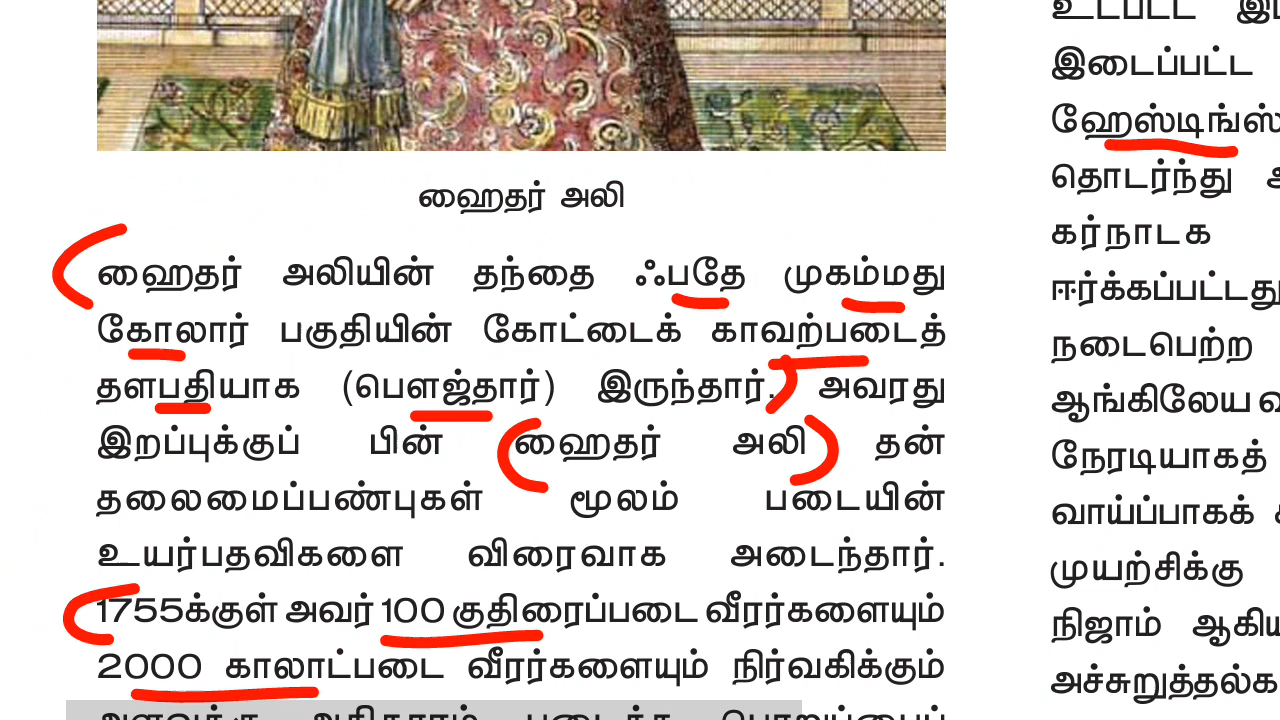 ஹைதர் அலி
ஹைதர் அலியின் தந்தை ஃபதே முகம்மது
கோலார் பகுதியின் கோட்டைக் காவற்படைத்
தளபதியாக (பௌஜ்தார்) இருந்தார். அவரது
இறப்புக்குப் பின் ஹைதர் அலி தன்
தலைமைப்பண்புகள் மூலம் படையின்
உயர்பதவிகளை விரைவாக அடைந்தார்.
1755க்குள் அவர் 100 குதிரைப்படை வீரர்களையும்
2000 காலாட்படை வீரர்களையும் நிர்வகிக்கும்
இடைப்பட்ட
ஹேஸ்டிங்ஸ்
தொடர்ந்து
கர்நாடக
ஈர்க்கப்பட்டது
நடைபெற்ற
ஆங்கிலேய
நேரடியாகத்
வாய்ப்பாகக்
முயற்சிக்கு
நிஜாம் ஆகிய
அச்சுறுத்தல்க